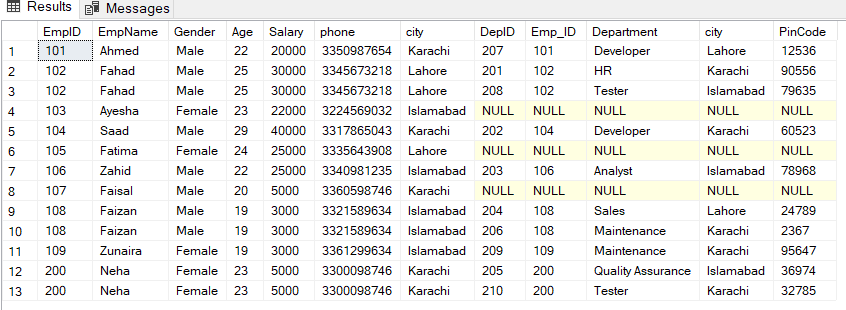 Results Messages
EmpID EmpName Gender Age Salary phone city DepID Emp_ID Department city PinCode
1 101 Ahmed Male 22 20000 3350987654 Karachi 207 101 Developer Lahore 12536
2 102 Fahad Male 25 30000 3345673218 Lahore 201 102 HR Karachi 90556
3 102 Fahad Male 25 30000 3345673218 Lahore 208 102 Tester Islamabad 79635
4 103 Ayesha Female 23 22000 3224569032 Islamabad NULL NULL NULL NULL NULL
5 104 Saad Male 29 40000 3317865043 Karachi 202 104 Developer Karachi 60523
6 105 Fatima Female 24 25000 3335643908 Lahore NULL NULL NULL NULL NULL
7 106 Zahid Male 22 25000 3340981235 Islamabad 203 106 Analyst Islamabad 78968
8 107 Faisal Male 20 5000 3360598746 Karachi NULL NULL NULL NULL NULL
9 108 Faizan Male 19 3000 3321589634 Islamabad 204 108 Sales Lahore 24789
10 108 Faizan Male 19 3000 3321589634 Islamabad 206 108 Maintenance Karachi 2367
11 109 Zunaira Female 19 3000 3361299634 Islamabad 209 109 Maintenance Karachi 95647
12 200 Neha Female 23 5000 3300098746 Karachi 205 200 Quality Assurance Islamabad 36974
13 200 Neha Female 23 5000 3300098746 Karachi 210 200 Tester Karachi 32785